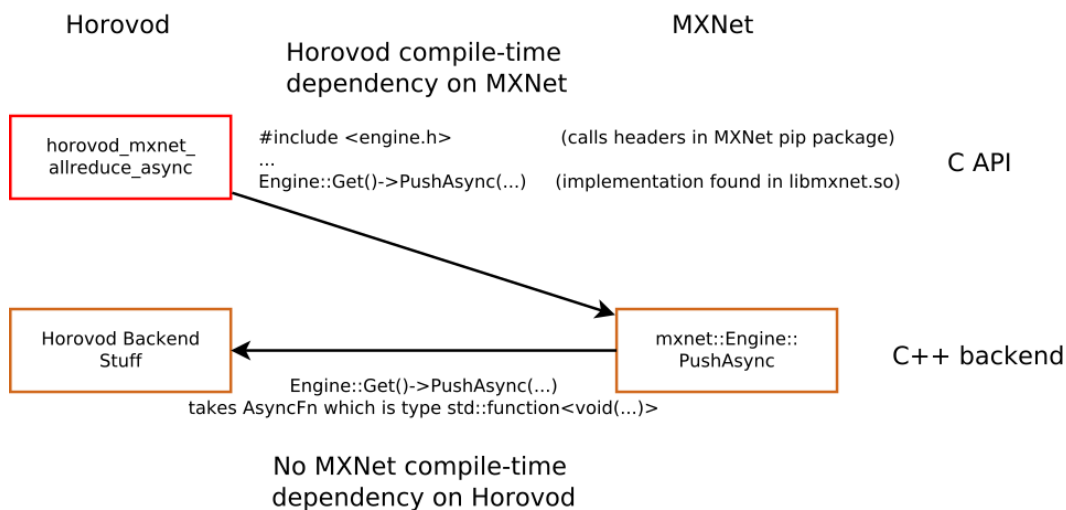 Horovod
MXNet
Horovod compile-time
dependency on MXNet
horovod_mxnet_
allreduce_async
#include <engine.h>
(calls headers in MXNet pip package)
...
Engine::Get()->PushAsync(...)
(implementation found in libmxnet.so)
C API
Horovod Backend
Stuff
mxnet::Engine::
PushAsync
C++ backend
Engine::Get()->PushAsync(...)
takes AsyncFn which is type std::function<void(...)>
No MXNet compile-time
dependency on Horovod